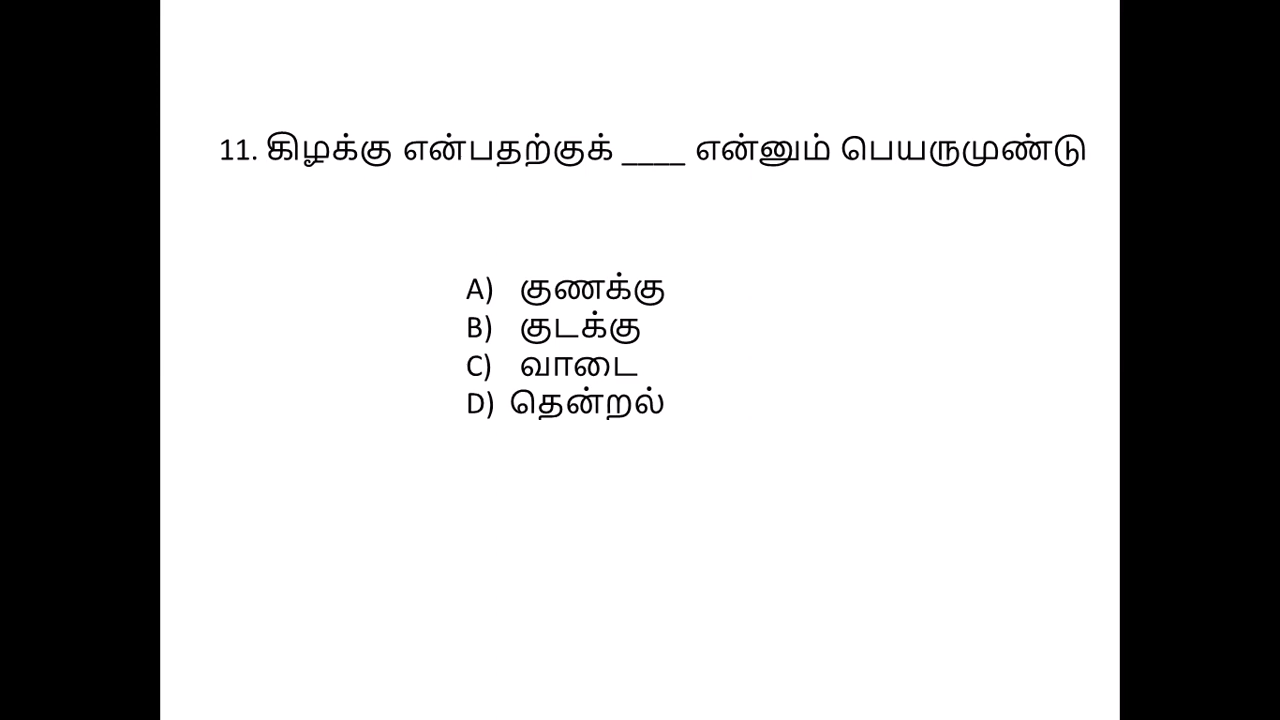 11. கிழக்கு என்பதற்குக் ____ என்னும் பெயருமுண்டு
A) குணக்கு
B) குடக்கு
C) வாடை
D) தென்றல்